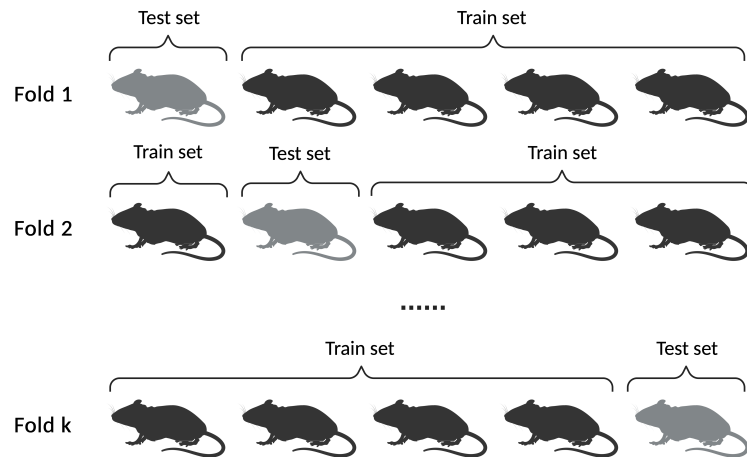 Test set Train set
Fold 1
Train set Test set Train set
Fold 2
......
Train set Test set
Fold k